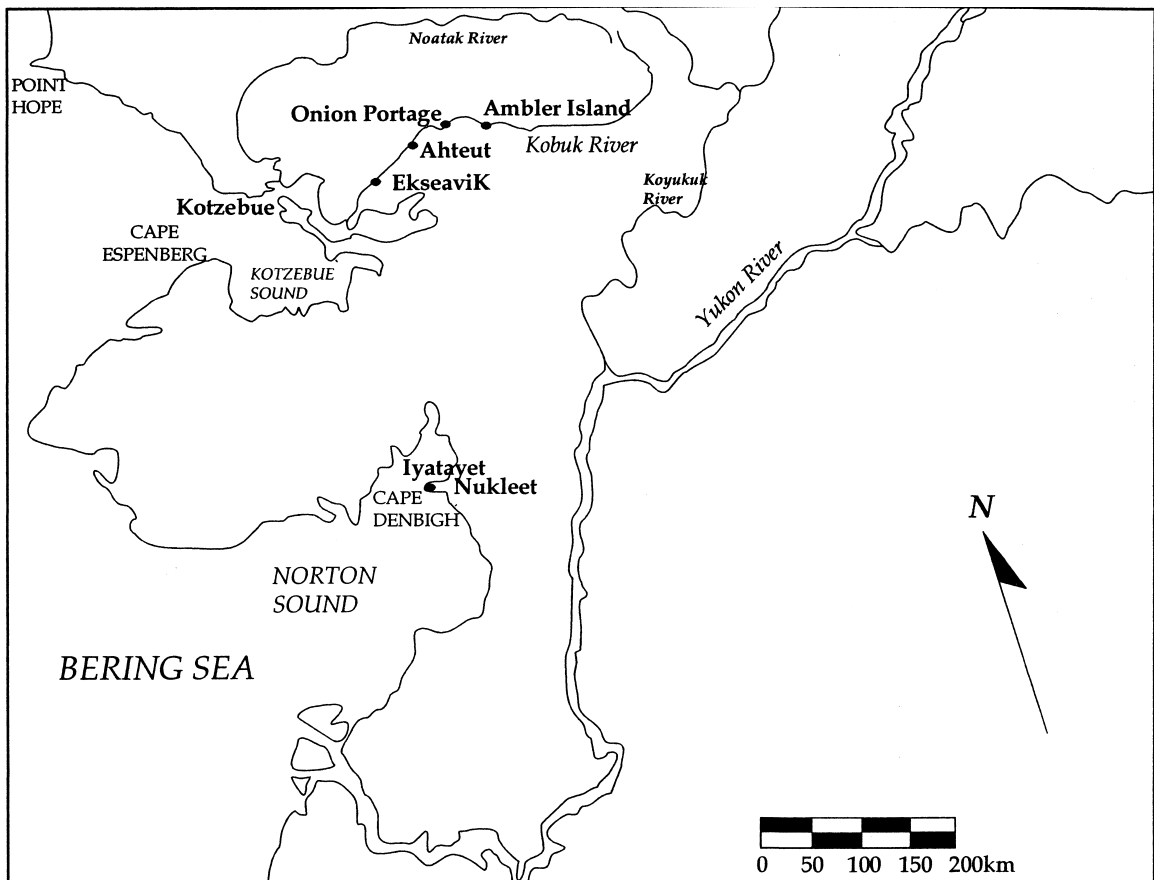 Noatak River
POINT
HOPE
Onion Portage
Ambler Island
Kobuk River
Ahteut
EkseaviK
Koyukuk
River
Kotzebue
CAPE
ESPENBERG
KOTZEBUE
SOUND
Yukon River
Iyatayet
Nukleet
CAPE
DENBIGH
N
NORTON
SOUND
BERING SEA
0 50 100 150 200km